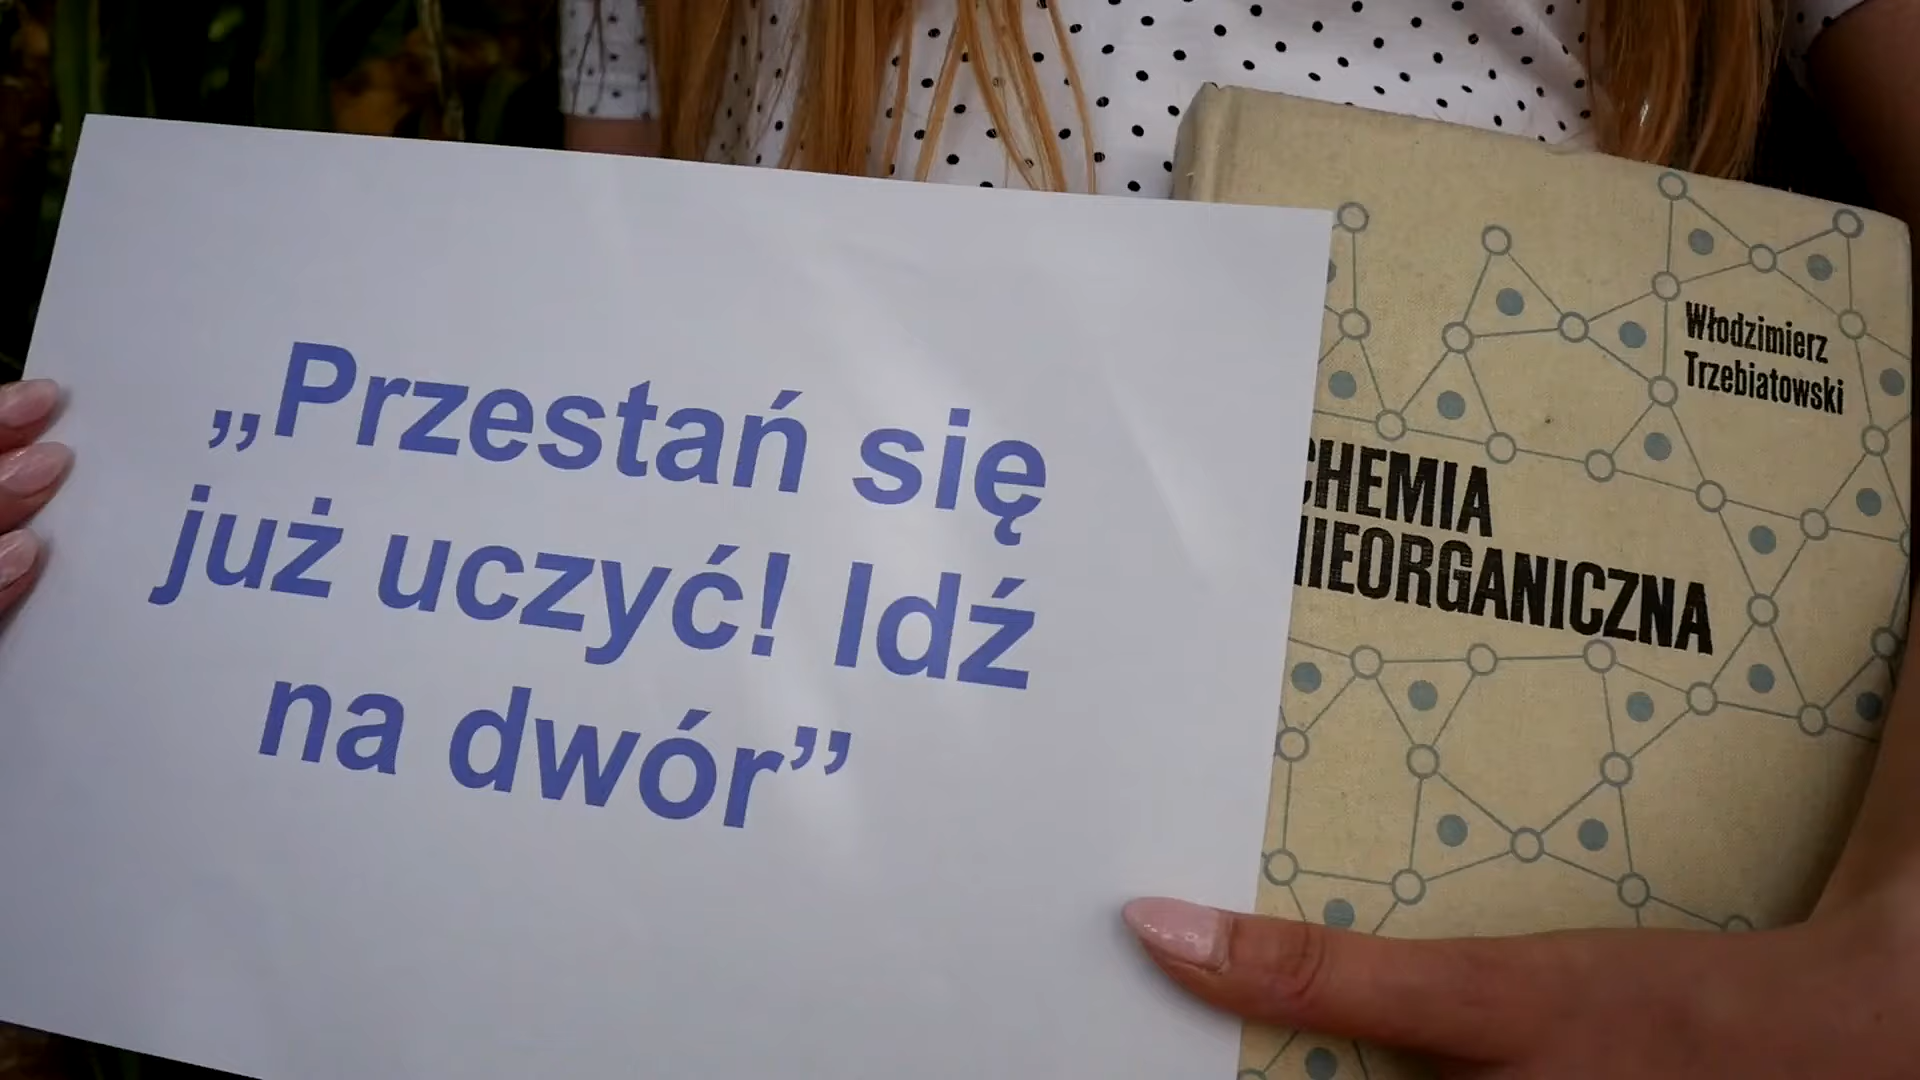 „Przestań się
już uczyć! Idź
na dwór”
Włodzimierz
Trzebiatowski
CHEMIA
NIEORGANICZNA